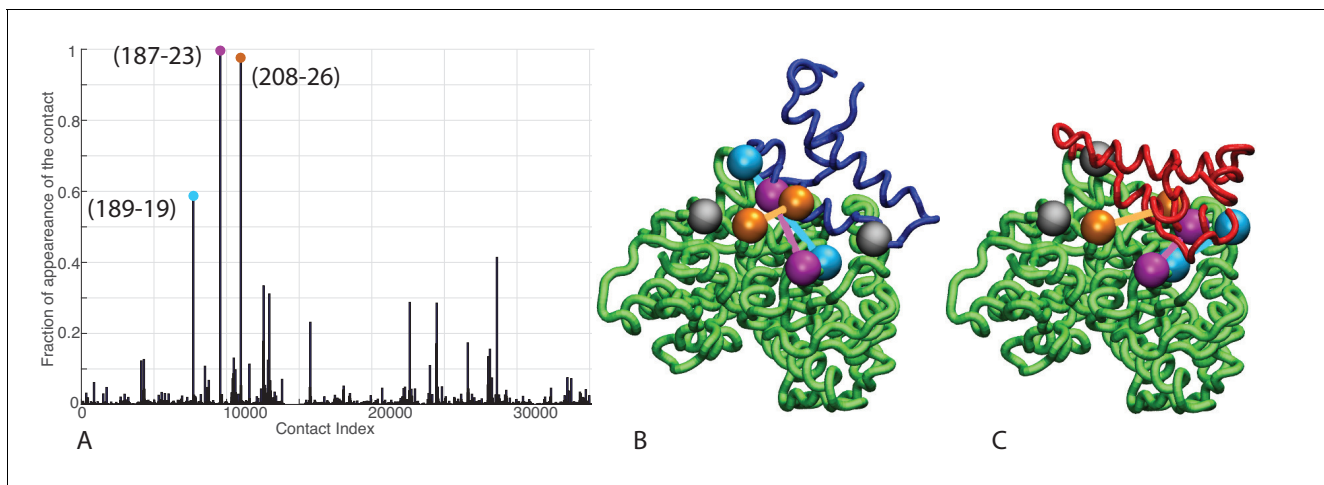 Fraction of appeareance of the contact
1
0.8
0.6
0.4
0.2
0
(187-23)
(208-26)
(189-19)
0 10000 20000 30000
Contact Index
A B C